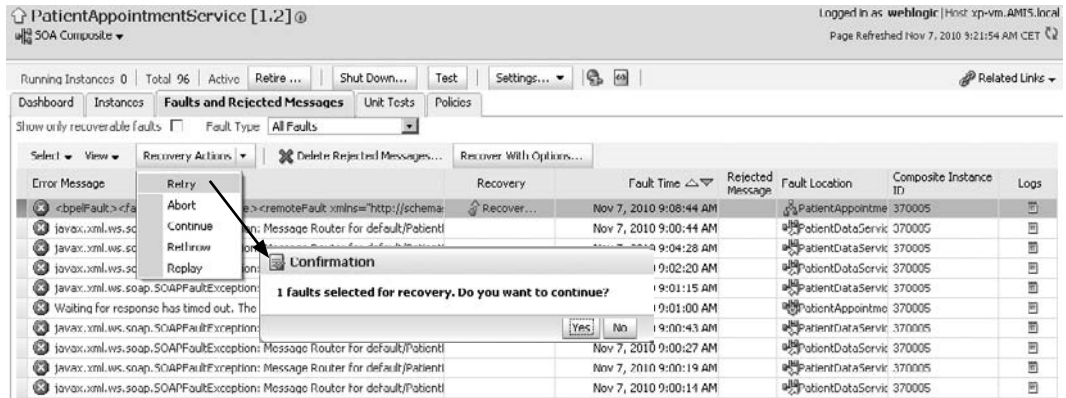 PatientAppointmentService [1.2]
Logged in as weblogic | Host xp-vm.AMIS.local
SOA Composite
Page Refreshed Nov 7, 2010 9:21:54 AM CET
Running Instances 0 | Total 96 | Active Retire ... Shut Down... Test Settings... Related Links
Dashboard Instances Faults and Rejected Messages Unit Tests Policies
Show only recoverable faults Fault Type All Faults
Select View Recovery Actions Delete Rejected Messages... Recover With Options...
Error Message Recovery Fault Time Rejected Message Fault Location Composite Instance ID Logs
Retry
Abort
Continue
Rethrow
Replay
<bpelFault><fa e.><remoteFault xmlns="http://schema: Recover... Nov 7, 2010 9:08:44 AM PatientAppointme 370005
javax.xml.ws.so on: Message Router for default/Patientl Nov 7, 2010 9:00:44 AM PatientDataServic 370005
javax.xml.ws.so 9:04:28 AM PatientDataServic 370005
javax.xml.ws.so ion: 9:02:20 AM PatientDataServic 370005
javax.xml.ws.soap.SOAPFaultException: 9:01:15 AM PatientDataServic 370005
Waiting for response has timed out. The 9:01:00 AM PatientAppointme 370005
javax.xml.ws.soap.SOAPFaultException: 9:00:43 AM PatientDataServic 370005
javax.xml.ws.soap.SOAPFaultException: Message Router for default/Patientl Nov 7, 2010 9:00:27 AM PatientDataServic 370005
javax.xml.ws.soap.SOAPFaultException: Message Router for default/Patientl Nov 7, 2010 9:00:19 AM PatientDataServic 370005
javax.xml.ws.soap.SOAPFaultException: Message Router for default/Patientl Nov 7, 2010 9:00:14 AM PatientDataServic 370005
Confirmation
1 faults selected for recovery. Do you want to continue?
Yes No